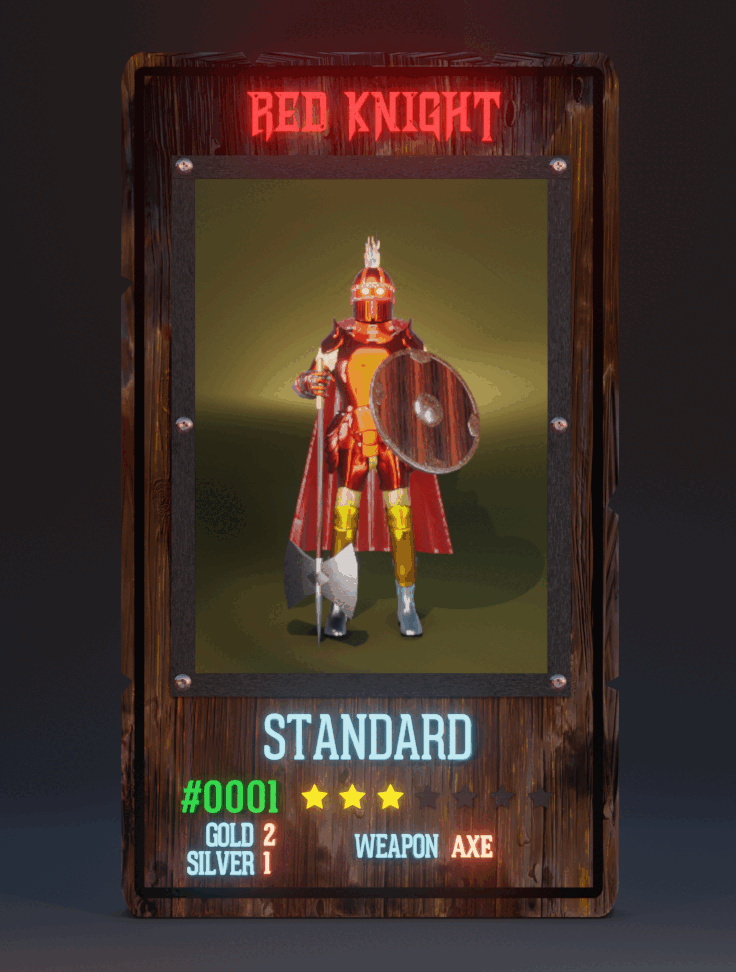 RED KNIGHT
STANDARD
#0001
GOLD 2
SILVER 1
WEAPON AXE